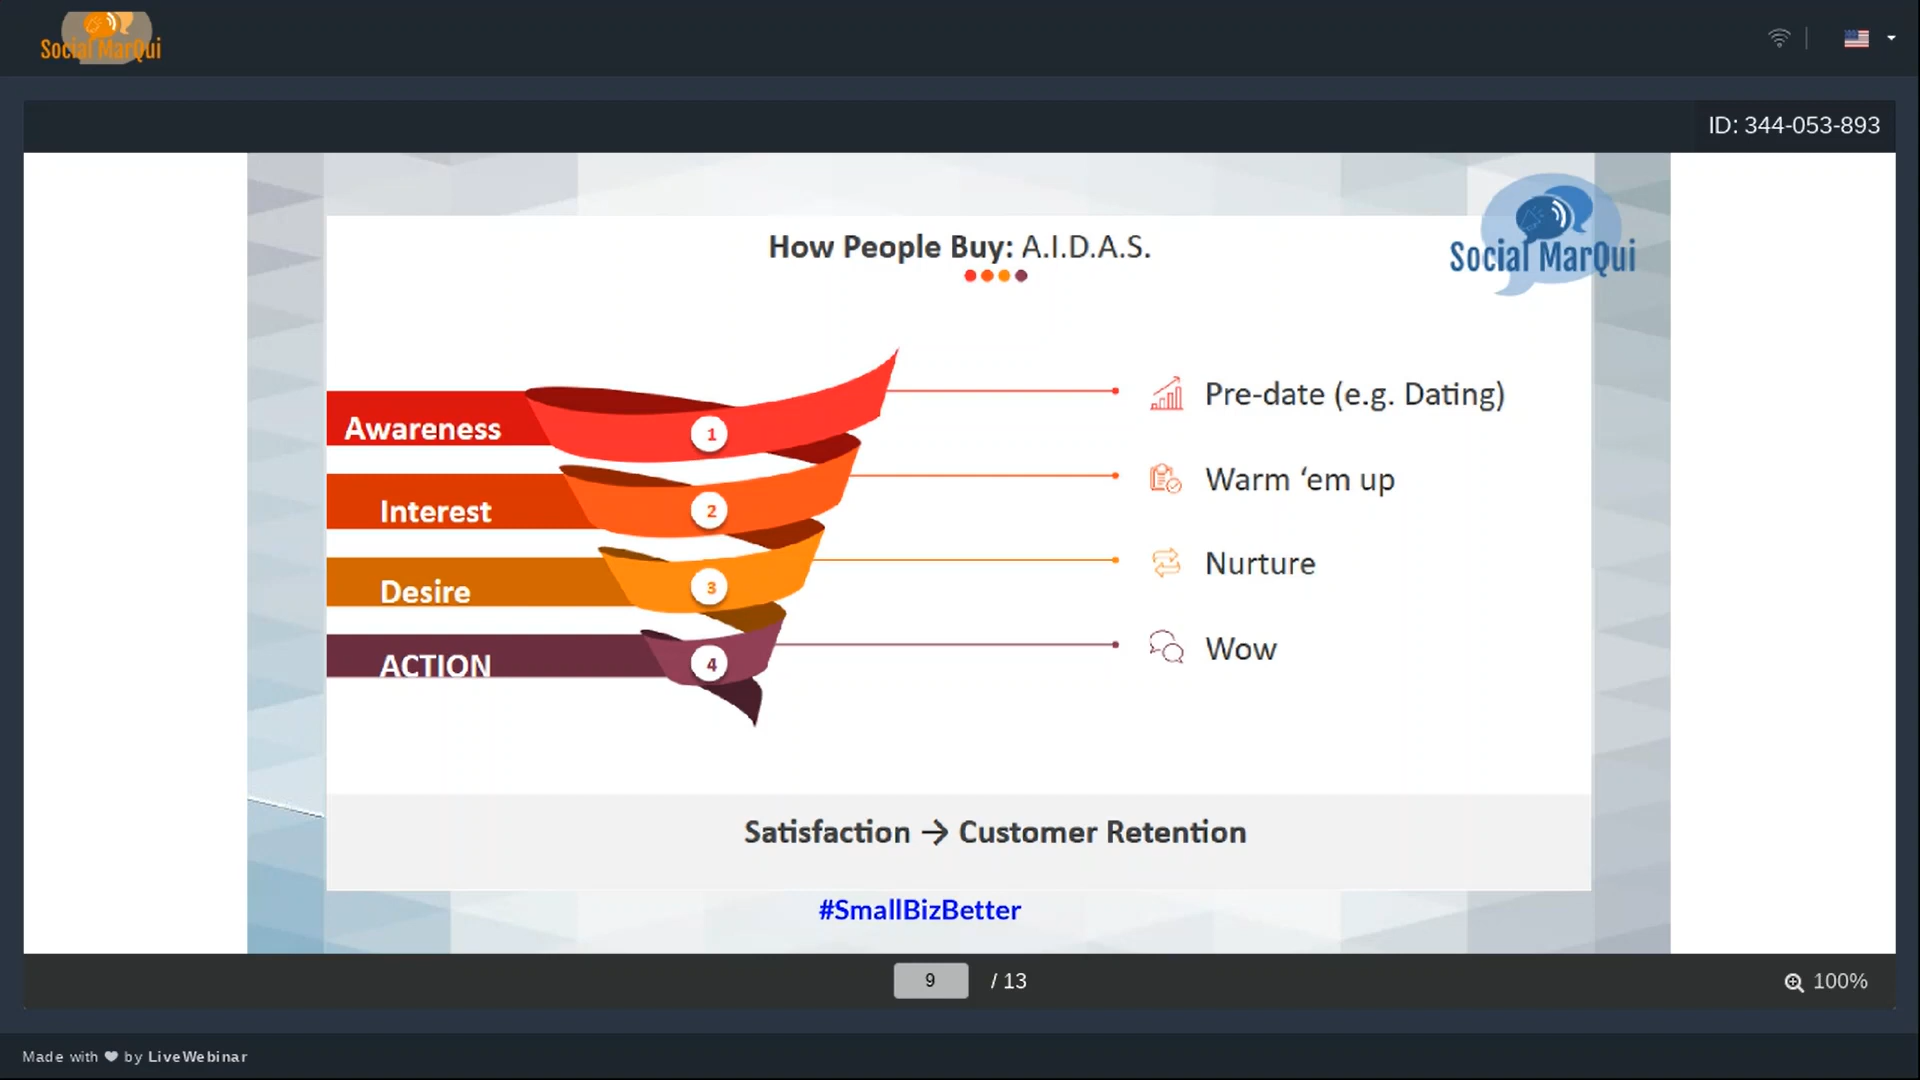 Social MarQui
ID: 344-053-893
How People Buy: A.I.D.A.S.
Social MarQui
Awareness
1
Pre-date (e.g. Dating)
Interest
2
Warm ‘em up
Desire
3
Nurture
ACTION
4
Wow
Satisfaction → Customer Retention
#SmallBizBetter
9 / 13
100%
Made with ❤ by LiveWebinar